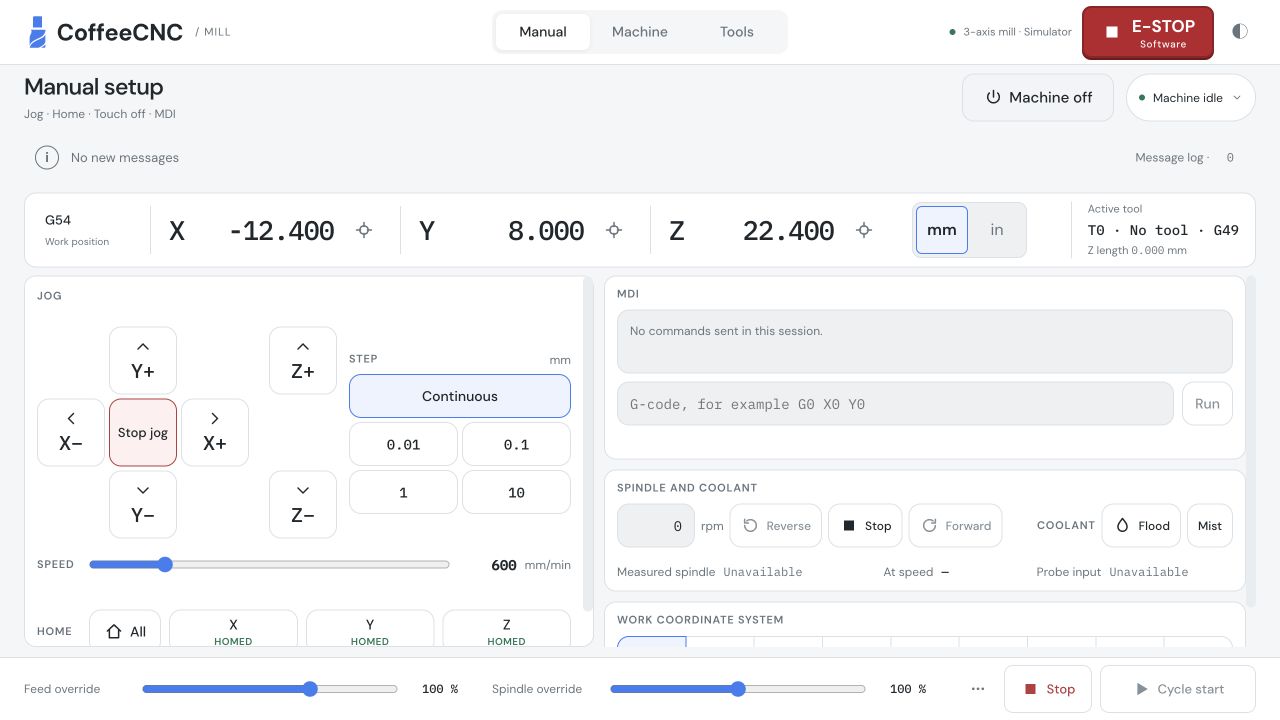 CoffeeCNC / MILL
Manual Machine Tools
3-axis mill · Simulator
E-STOP
Software
Manual setup
Jog · Home · Touch off · MDI
Machine off
Machine idle
No new messages
Message log · 0
G54
Work position
X -12.400
Y 8.000
Z 22.400
mm in
Active tool
T0 · No tool · G49
Z length 0.000 mm
JOG
Y+
X−
Stop jog
X+
Y−
Z+
Z−
STEP mm
Continuous
0.01 0.1
1 10
SPEED 600 mm/min
HOME All
X
HOMED
Y
HOMED
Z
HOMED
MDI
No commands sent in this session.
G-code, for example G0 X0 Y0
Run
SPINDLE AND COOLANT
0 rpm Reverse Stop Forward
COOLANT Flood Mist
Measured spindle Unavailable
At speed —
Probe input Unavailable
WORK COORDINATE SYSTEM
Feed override 100 %
Spindle override 100 %
Stop
Cycle start